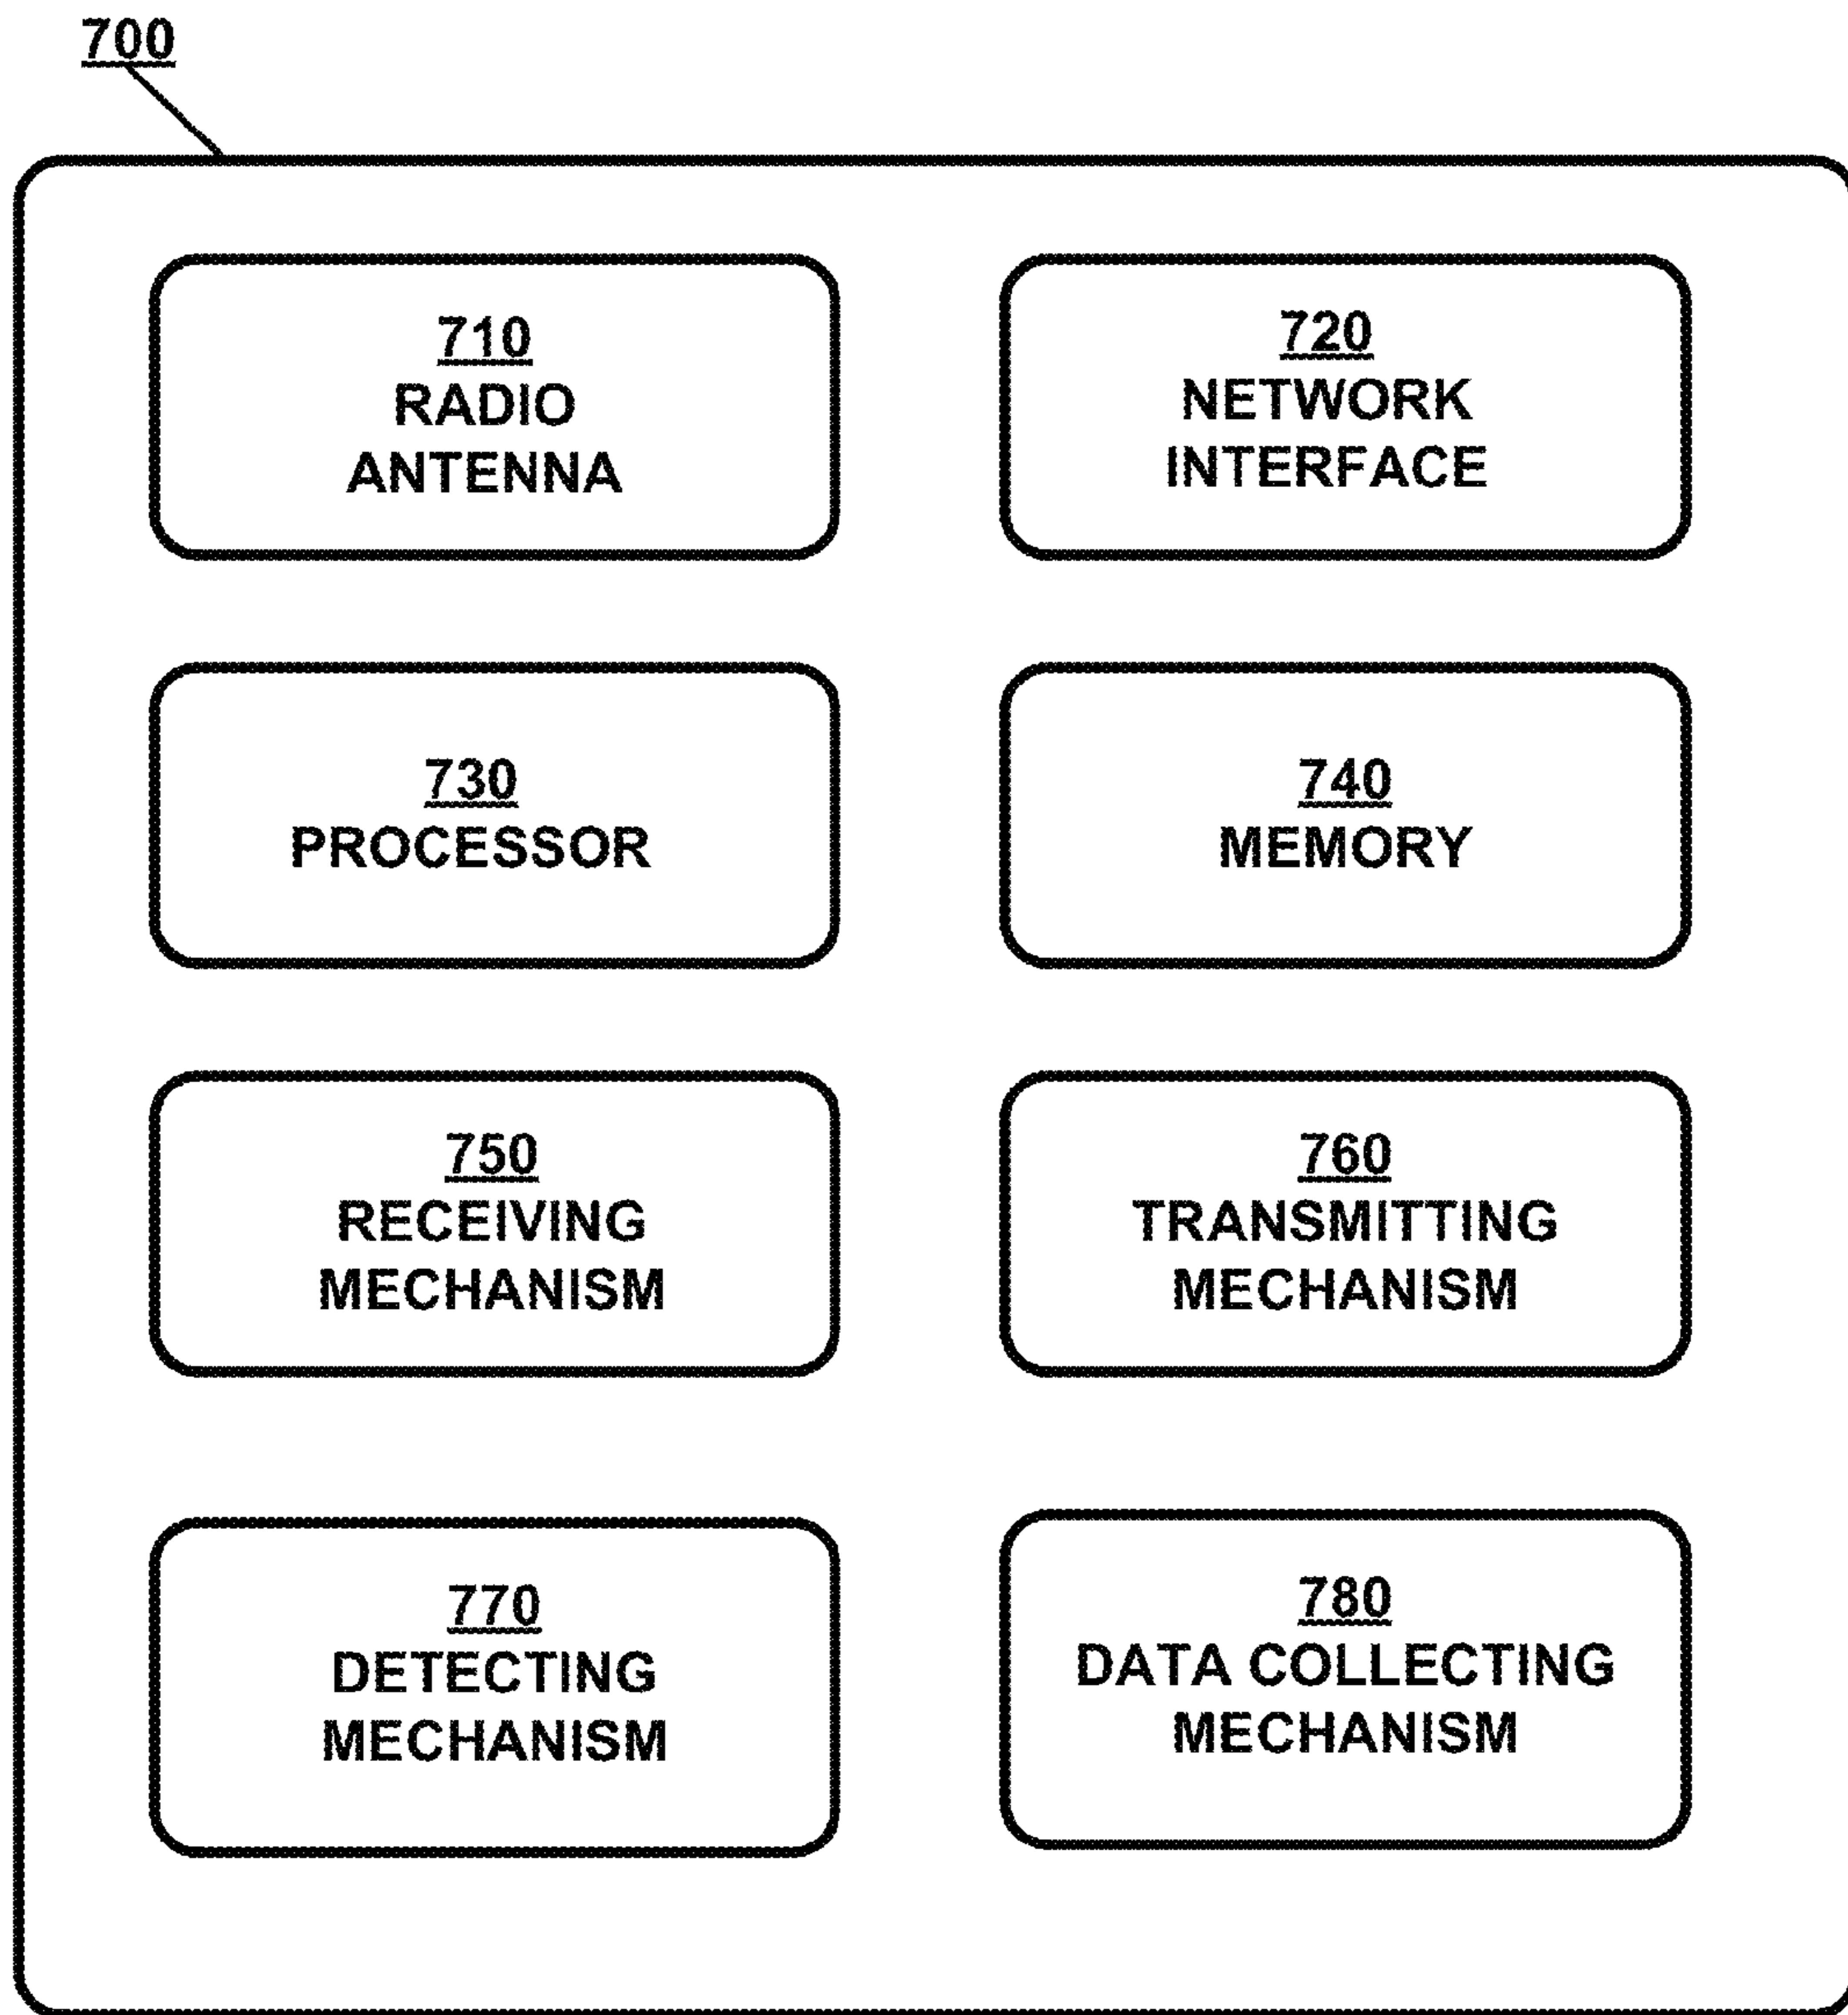 700
710
RADIO
ANTENNA
720
NETWORK
INTERFACE
730
PROCESSOR
740
MEMORY
750
RECEIVING
MECHANISM
760
TRANSMITTING
MECHANISM
770
DETECTING
MECHANISM
780
DATA COLLECTING
MECHANISM